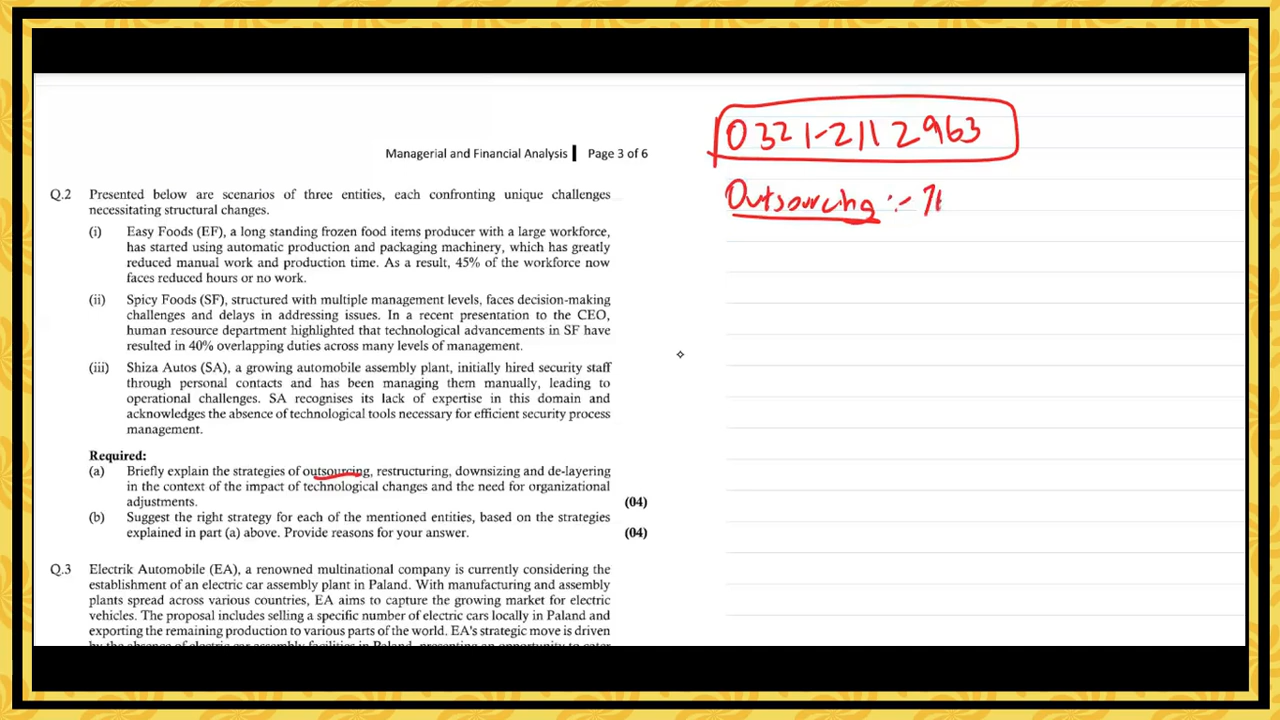 Managerial and Financial Analysis | Page 3 of 6
Q.2 Presented below are scenarios of three entities, each confronting unique challenges
necessitating structural changes.
(i) Easy Foods (EF), a long standing frozen food items producer with a large workforce,
has started using automatic production and packaging machinery, which has greatly
reduced manual work and production time. As a result, 45% of the workforce now
faces reduced hours or no work.
(ii) Spicy Foods (SF), structured with multiple management levels, faces decision-making
challenges and delays in addressing issues. In a recent presentation to the CEO,
human resource department highlighted that technological advancements in SF have
resulted in 40% overlapping duties across many levels of management.
(iii) Shiza Autos (SA), a growing automobile assembly plant, initially hired security staff
through personal contacts and has been managing them manually, leading to
operational challenges. SA recognises its lack of expertise in this domain and
acknowledges the absence of technological tools necessary for efficient security process
management.
Required:
(a) Briefly explain the strategies of outsourcing, restructuring, downsizing and de-layering
in the context of the impact of technological changes and the need for organizational
adjustments. (04)
(b) Suggest the right strategy for each of the mentioned entities, based on the strategies
explained in part (a) above. Provide reasons for your answer. (04)
Q.3 Electrik Automobile (EA), a renowned multinational company is currently considering the
establishment of an electric car assembly plant in Paland. With manufacturing and assembly
plants spread across various countries, EA aims to capture the growing market for electric
vehicles. The proposal includes selling a specific number of electric cars locally in Paland and
exporting the remaining production to various parts of the world. EA's strategic move is driven
0321-2112963
Outsourcing :-